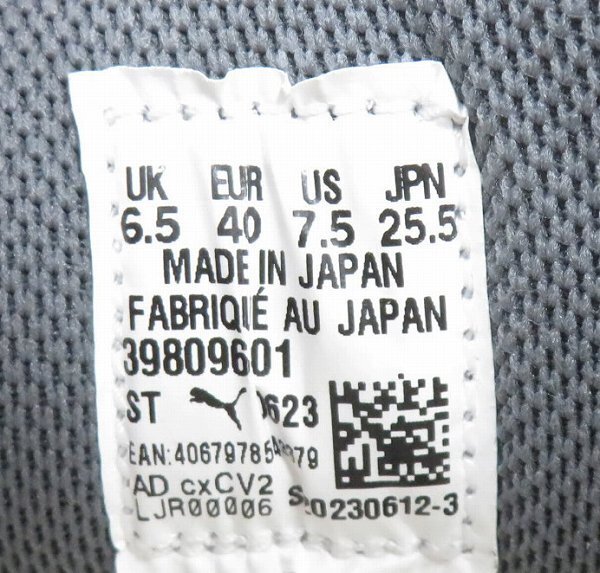 UK EUR US JPN
6.5 40 7.5 25.5
MADE IN JAPAN
FABRIQUÉ AU JAPAN
39809601
ST 0623
EAN:
AD cxCV2
LJR00006 20230612-3